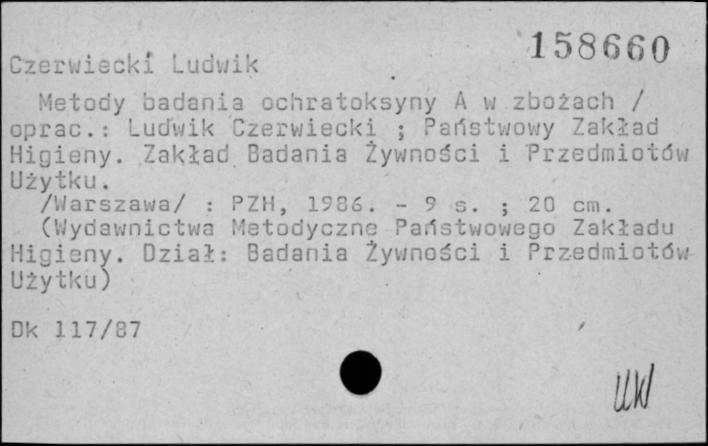 158660
Czerwiecki Ludwik
Metody badania ochratoksyny A w zbożach /
oprac.: Ludwik Czerwiecki ; Państwowy Zakład
Higieny. Zakład Badania Żywności i Przedmiotów
Użytku.
/Warszawa/ : PZH, 1986. - 9 s. ; 20 cm.
(Wydawnictwa Metodyczne Państwowego Zakładu
Higieny. Dział: Badania Żywności i Przedmiotów
Użytku)
Dk 117/87